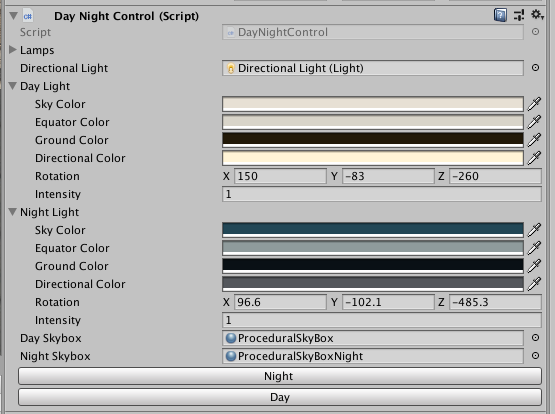 Day Night Control (Script)
Script DayNightControl
Lamps
Directional Light Directional Light (Light)
Day Light
Sky Color
Equator Color
Ground Color
Directional Color
Rotation X 150 Y -83 Z -260
Intensity 1
Night Light
Sky Color
Equator Color
Ground Color
Directional Color
Rotation X 96.6 Y -102.1 Z -485.3
Intensity 1
Day Skybox ProceduralSkyBox
Night Skybox ProceduralSkyBoxNight
Night
Day